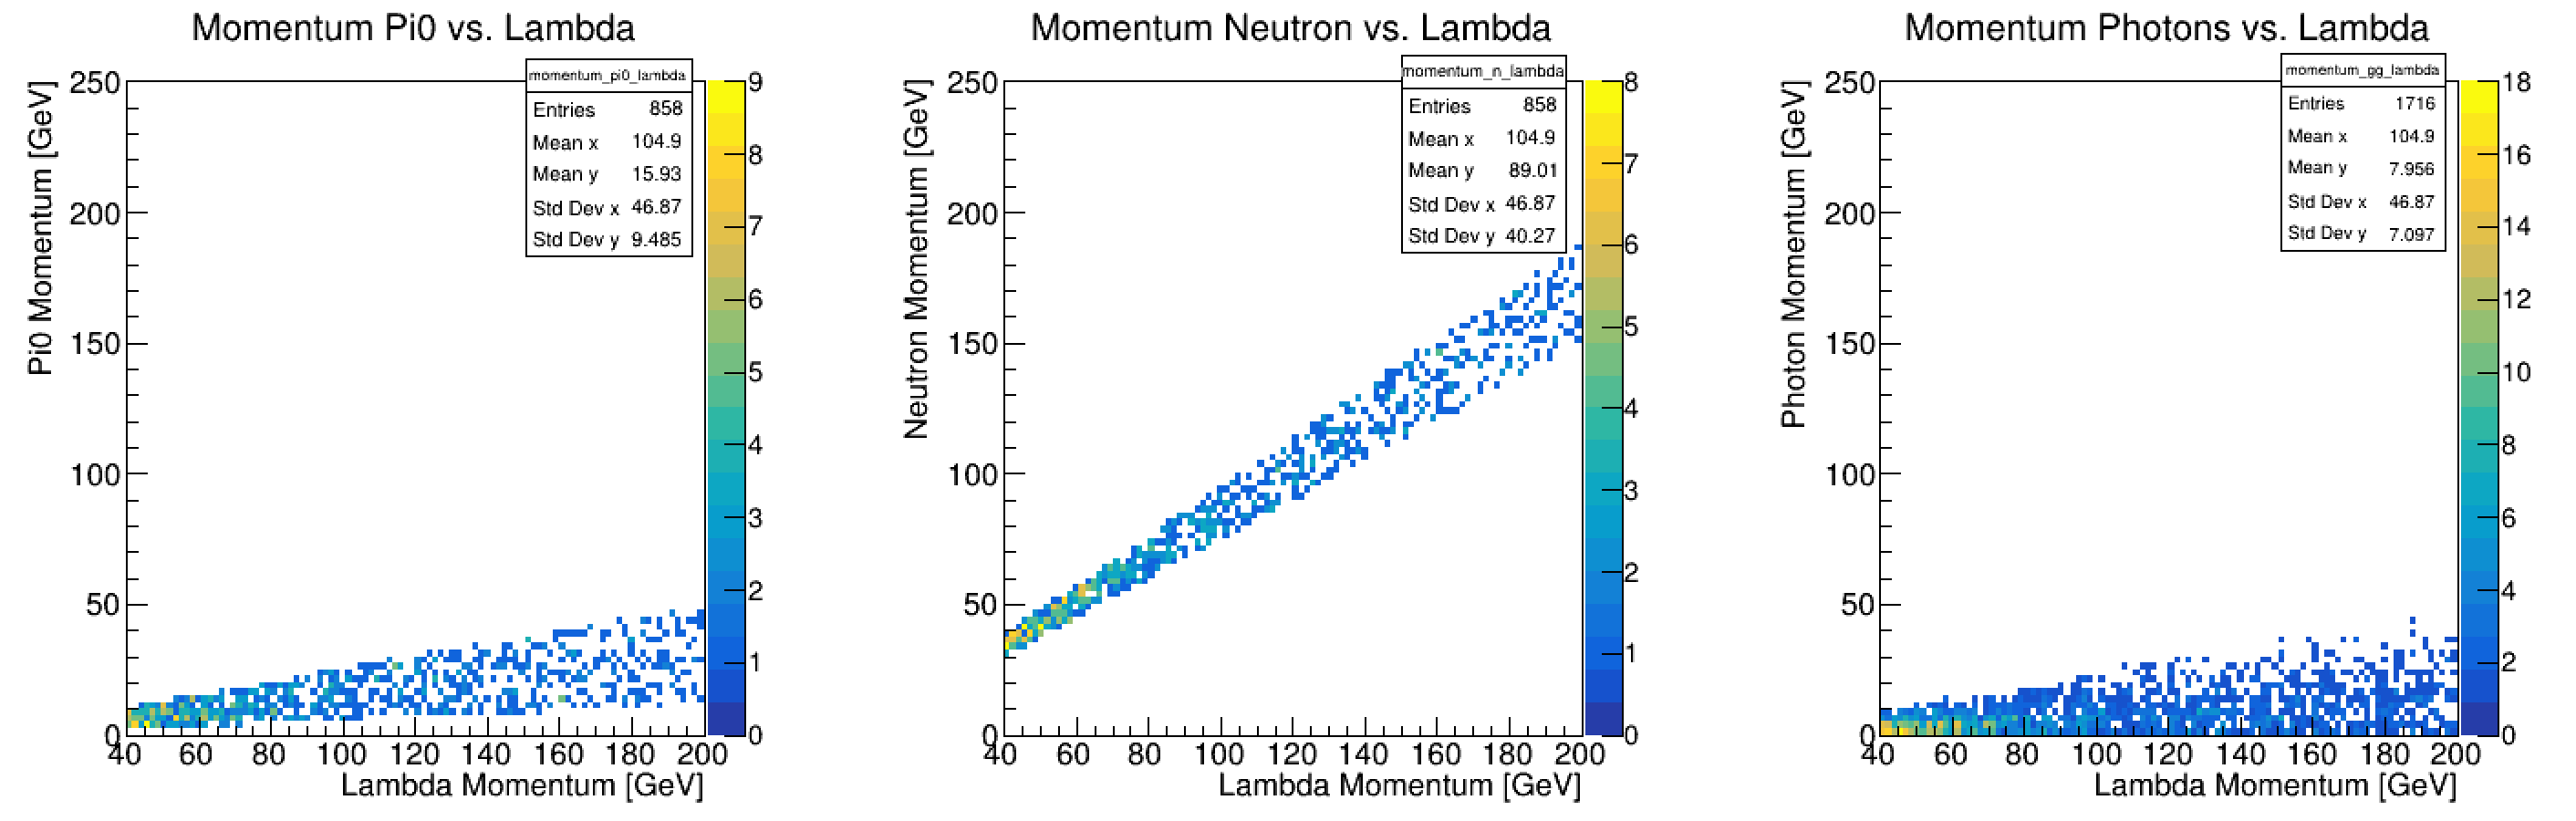 Momentum Pi0 vs. Lambda
momentum_pi0_lambda
Entries 858
Mean x 104.9
Mean y 15.93
Std Dev x 46.87
Std Dev y 9.485
Pi0 Momentum [GeV]
250
200
150
100
50
0
40 60 80 100 120 140 160 180 200
Lambda Momentum [GeV]
9
8
7
6
5
4
3
2
1
0
Momentum Neutron vs. Lambda
momentum_n_lambda
Entries 858
Mean x 104.9
Mean y 89.01
Std Dev x 46.87
Std Dev y 40.27
Neutron Momentum [GeV]
250
200
150
100
50
0
40 60 80 100 120 140 160 180 200
Lambda Momentum [GeV]
8
7
6
5
4
3
2
1
0
Momentum Photons vs. Lambda
momentum_gg_lambda
Entries 1716
Mean x 104.9
Mean y 7.956
Std Dev x 46.87
Std Dev y 7.097
Photon Momentum [GeV]
250
200
150
100
50
0
40 60 80 100 120 140 160 180 200
Lambda Momentum [GeV]
18
16
14
12
10
8
6
4
2
0